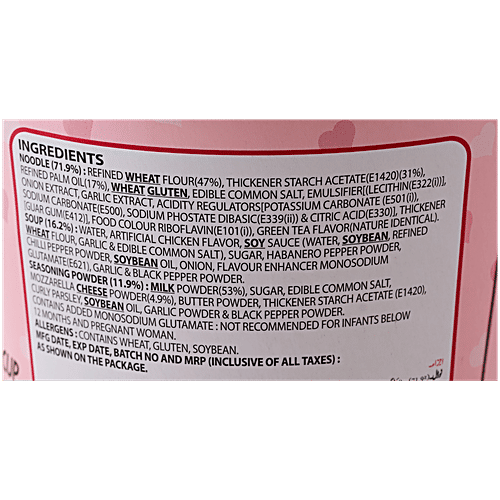 INGREDIENTS
NOODLE (71.9%) : REFINED WHEAT FLOUR(47%), THICKENER STARCH ACETATE(E1420)(31%),
REFINED PALM OIL(17%), WHEAT GLUTEN, EDIBLE COMMON SALT, EMULSIFIER[(LECITHIN(E322(i))],
ONION EXTRACT, GARLIC EXTRACT, ACIDITY REGULATORS[POTASSIUM CARBONATE (E501(i),
SODIUM CARBONATE(E500), SODIUM PHOSTATE DIBASIC(E339(ii)) & CITRIC ACID(E330)], THICKENER
[GUAR GUM(E412)], FOOD COLOUR RIBOFLAVIN(E101(i)), GREEN TEA FLAVOR(NATURE IDENTICAL).
SOUP (16.2%) : WATER, ARTIFICIAL CHICKEN FLAVOR, SOY SAUCE (WATER, SOYBEAN,
WHEAT FLOUR, GARLIC & EDIBLE COMMON SALT), SUGAR, HABANERO PEPPER POWDER, REFINED
CHILI PEPPER POWDER, SOYBEAN OIL, ONION, FLAVOUR ENHANCER MONOSODIUM
GLUTAMATE(E621), GARLIC & BLACK PEPPER POWDER.
SEASONING POWDER (11.9%) : MILK POWDER(53%), SUGAR, EDIBLE COMMON SALT,
MOZZARELLA CHEESE POWDER(4.9%), BUTTER POWDER, THICKENER STARCH ACETATE (E1420),
CURLY PARSLEY, SOYBEAN OIL, GARLIC POWDER & BLACK PEPPER POWDER.
CONTAINS ADDED MONOSODIUM GLUTAMATE : NOT RECOMMENDED FOR INFANTS BELOW
12 MONTHS AND PREGNANT WOMAN.
ALLERGENS : CONTAINS WHEAT, GLUTEN, SOYBEAN.
MFG DATE, EXP DATE, BATCH NO AND MRP (INCLUSIVE OF ALL TAXES) :
AS SHOWN ON THE PACKAGE.
CUP